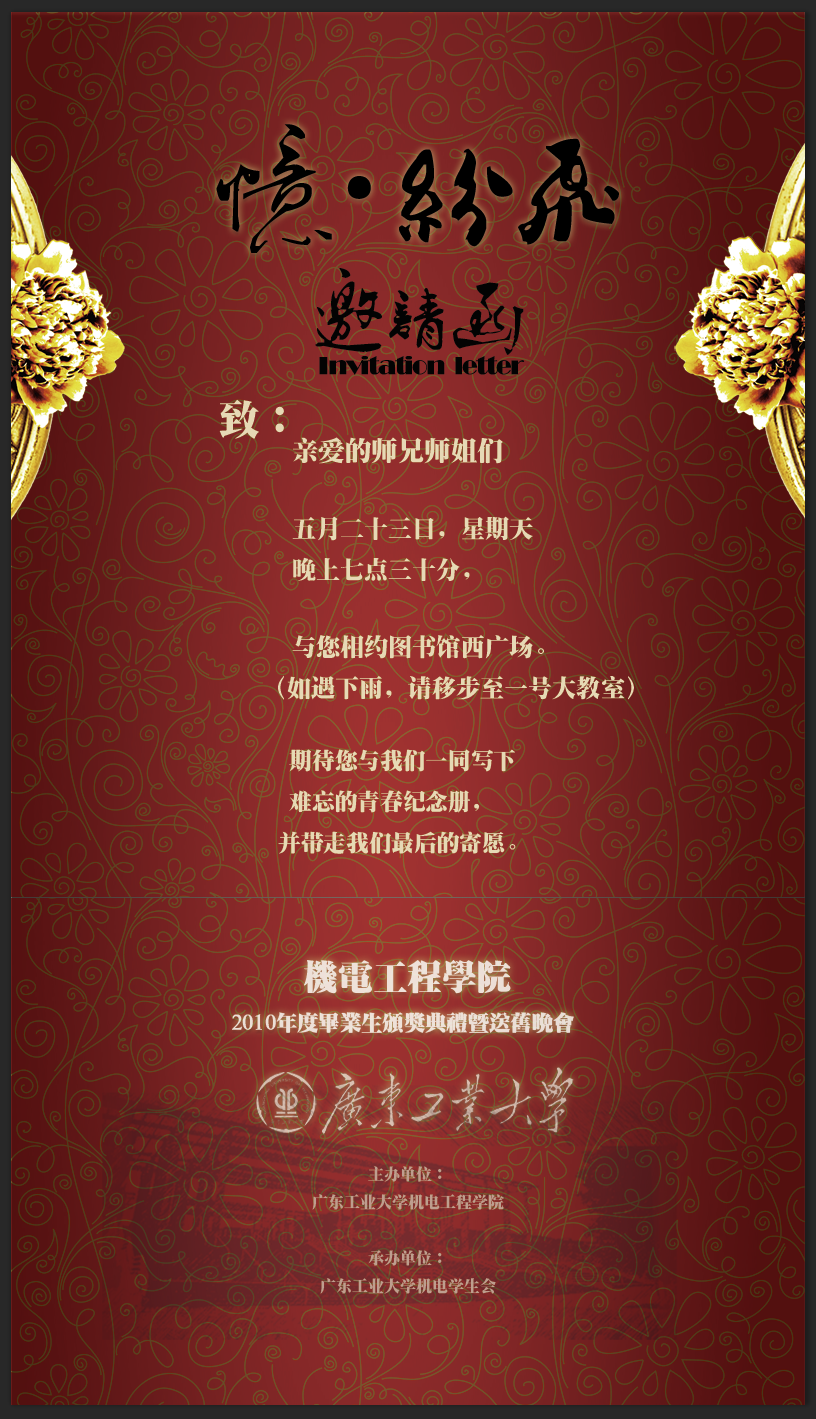 憶·紛飛
邀請函
Invitation letter
致：
亲爱的师兄师姐们
五月二十三日，星期天
晚上七点三十分，
与您相约图书馆西广场。
（如遇下雨，请移步至一号大教室）
期待您与我们一同写下
难忘的青春纪念册，
并带走我们最后的寄愿。
機電工程學院
2010年度畢業生頒獎典禮暨送舊晚會
廣東工業大學
主办单位：
广东工业大学机电工程学院
承办单位：
广东工业大学机电学生会